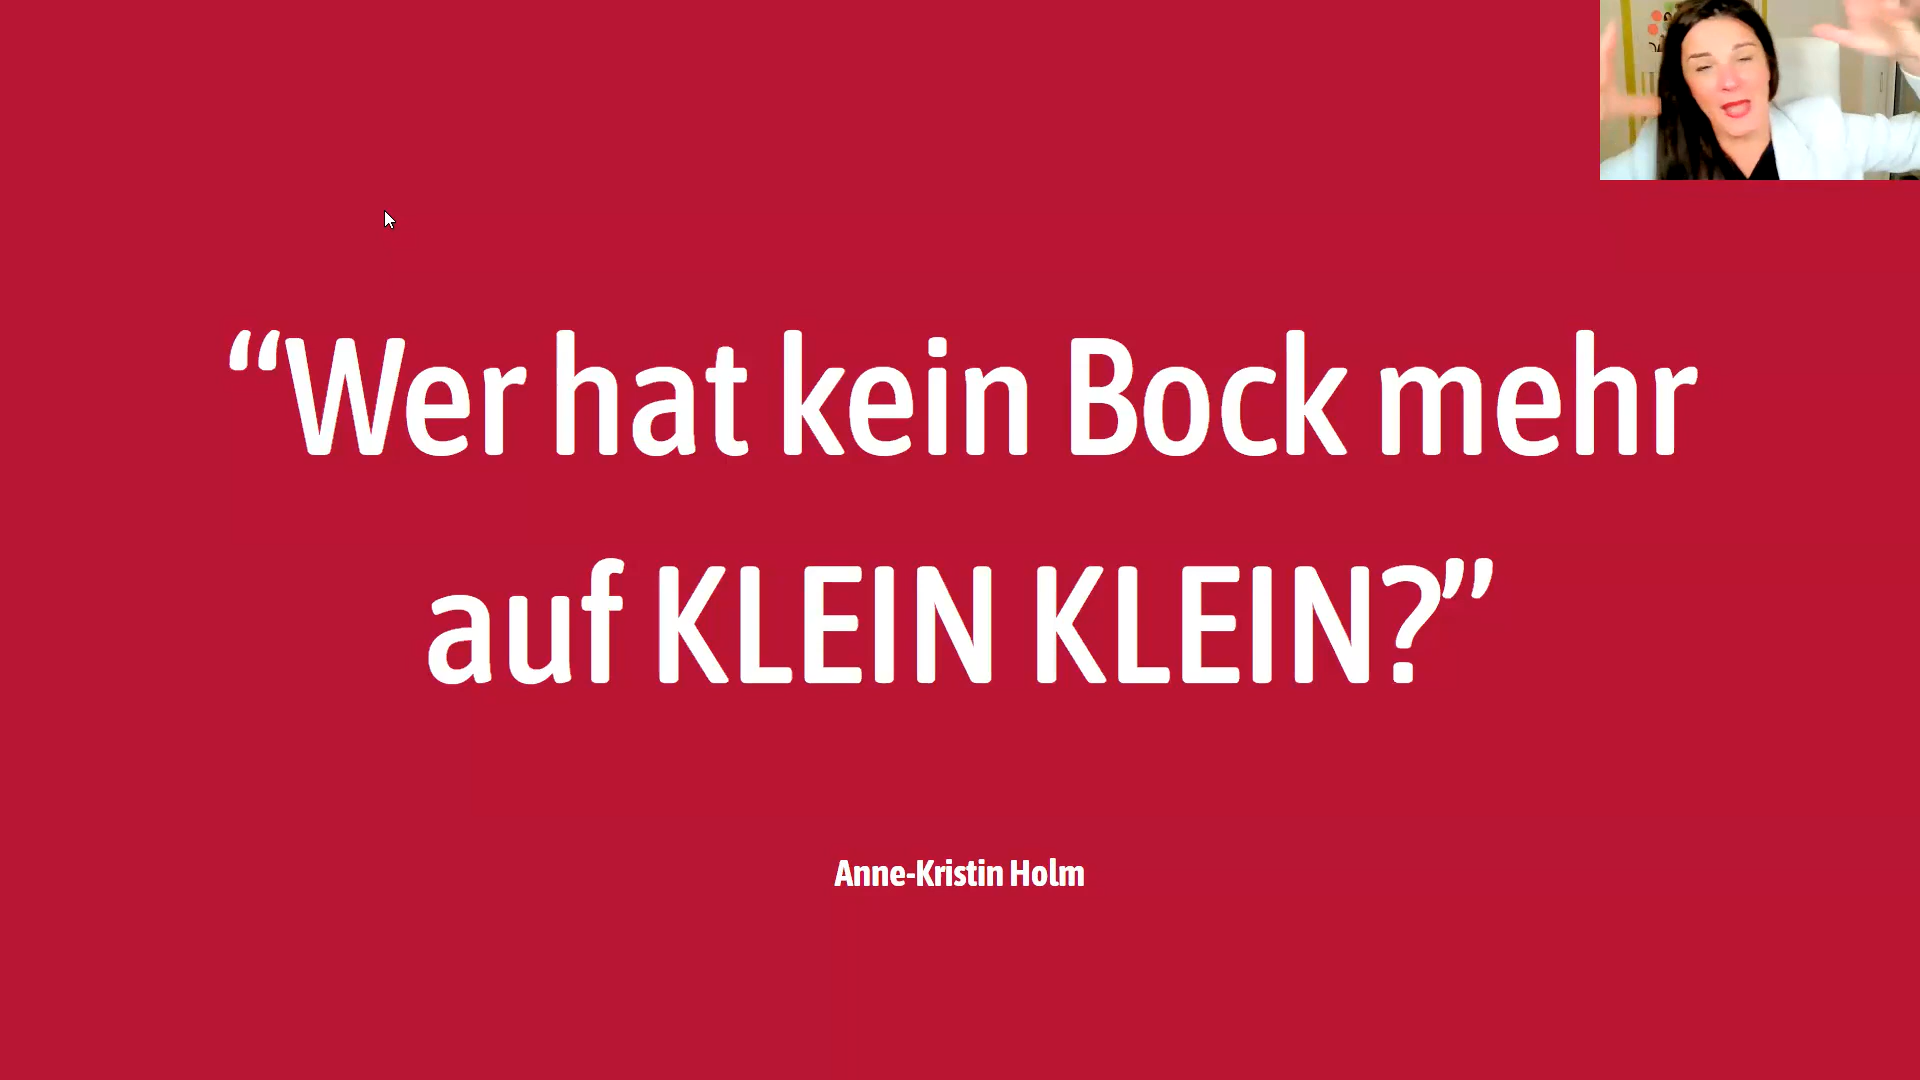 “Wer hat kein Bock mehr
auf KLEIN KLEIN?”
Anne-Kristin Holm